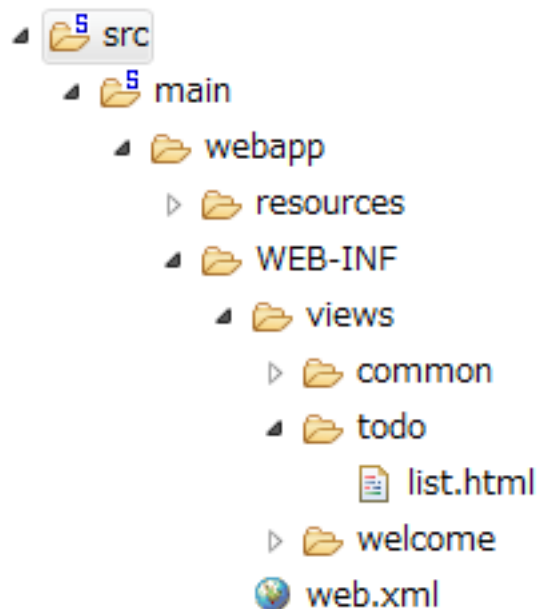 src
main
webapp
resources
WEB-INF
views
common
todo
list.html
welcome
web.xml